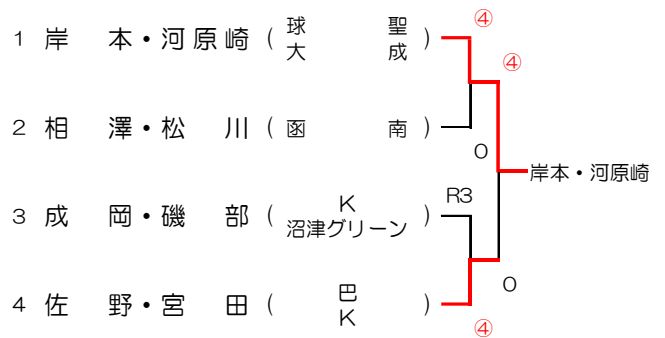 ④
1 岸 本・河原崎 ( 球 聖 大 成 )
④
2 相 澤・松 川 ( 函 南 )
0
岸本・河原崎
R3
3 成 岡・磯 部 ( K 沼津グリーン )
0
4 佐 野・宮 田 ( 巴 K )
④